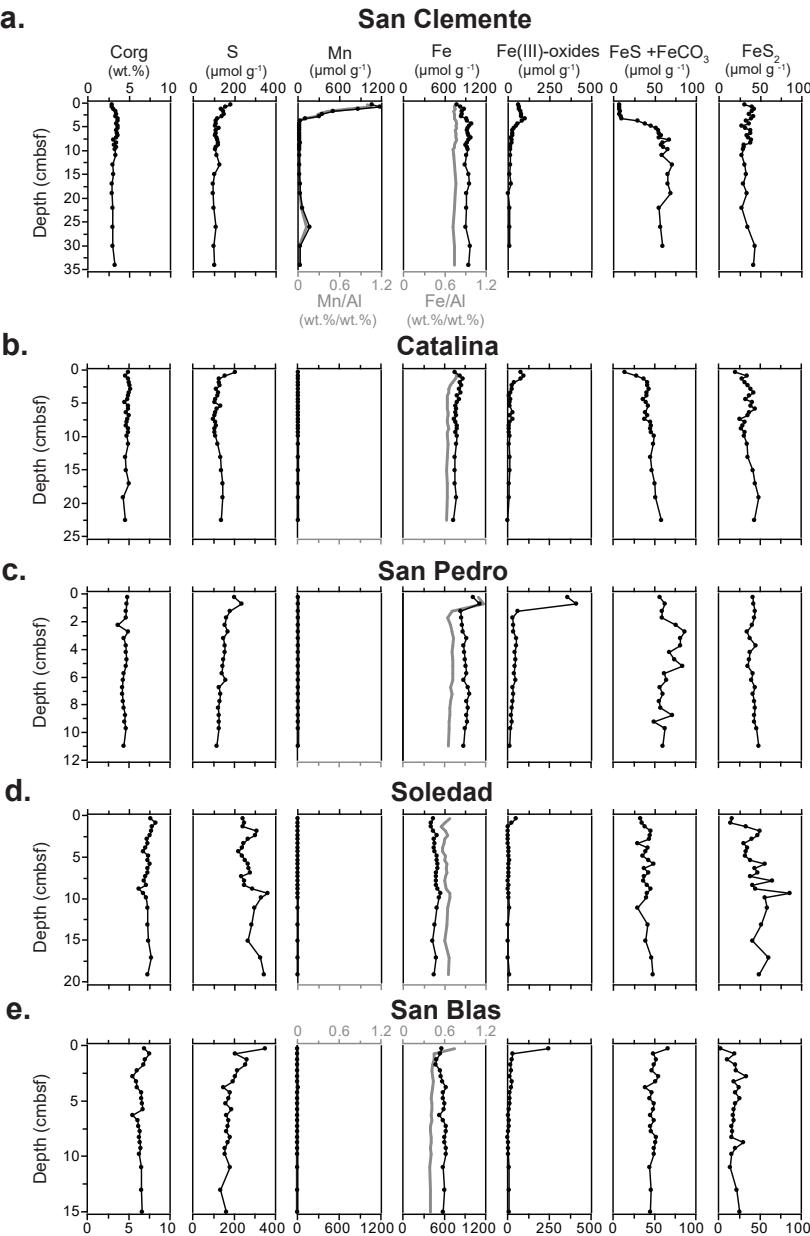 a. San Clemente
Corg S Mn Fe Fe(III)-oxides FeS +FeCO3 FeS2
(wt.%) (μmol g-1) (μmol g-1) (μmol g-1) (μmol g-1) (μmol g-1) (μmol g-1)
0 5 10 0 200 400 0 600 1200 0 600 1200 0 250 500 0 50 100 0 50 100
Depth (cmbsf)
0
5
10
15
20
25
30
35
0 0.6 1.2 0 0.6 1.2
Mn/Al Fe/Al
(wt.%/wt.%) (wt.%/wt.%)
b. Catalina
Depth (cmbsf)
0
5
10
15
20
25
c. San Pedro
Depth (cmbsf)
0
2
4
6
8
10
12
d. Soledad
Depth (cmbsf)
0
5
10
15
20
e. San Blas
0 0.6 1.2 0 0.6 1.2
Depth (cmbsf)
0
5
10
15
0 5 10 0 200 400 0 600 1200 0 600 1200 0 250 500 0 50 100 0 50 100